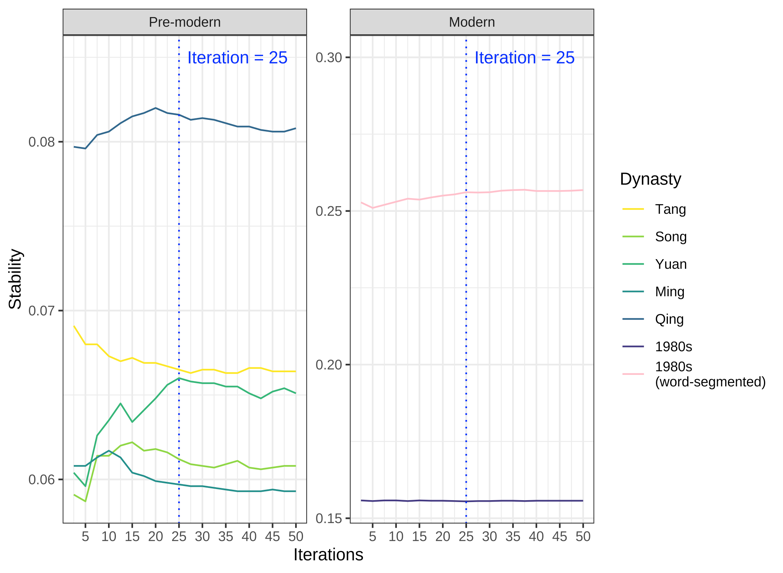 Pre-modern
Modern
Iteration = 25
Iteration = 25
0.08
0.07
0.06
0.30
0.25
0.20
0.15
5 10 15 20 25 30 35 40 45 50
5 10 15 20 25 30 35 40 45 50
Iterations
Stability
Dynasty
Tang
Song
Yuan
Ming
Qing
1980s
1980s
(word-segmented)